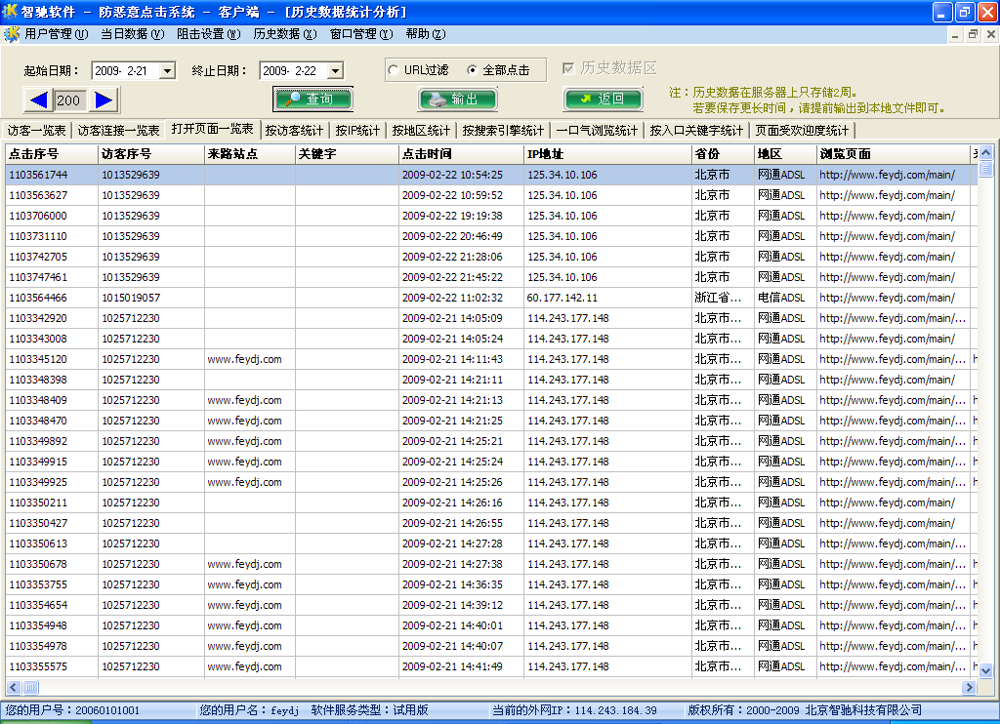 智驰软件 - 防恶意点击系统 - 客户端 - [历史数据统计分析]
用户管理(U) 当日数据(V) 阻击设置(W) 历史数据(X) 窗口管理(Y) 帮助(Z)
起始日期： 2009- 2-21 终止日期： 2009- 2-22 URL过滤 全部点击 历史数据区
200 查询 输出 返回
注：历史数据在服务器上只存储2周。
若要保存更长时间，请提前输出到本地文件即可。
访客一览表 访客连接一览表 打开页面一览表 按访客统计 按IP统计 按地区统计 按搜索引擎统计 一口气浏览统计 按入口关键字统计 页面受欢迎度统计
点击序号 访客序号 来路站点 关键字 点击时间 IP地址 省份 地区 浏览页面
1103561744 1013529639 2009-02-22 10:54:25 125.34.10.106 北京市 网通ADSL http://www.feydj.com/main/
1103563627 1013529639 2009-02-22 10:59:52 125.34.10.106 北京市 网通ADSL http://www.feydj.com/main/
1103706000 1013529639 2009-02-22 19:19:38 125.34.10.106 北京市 网通ADSL http://www.feydj.com/main/
1103731110 1013529639 2009-02-22 20:46:49 125.34.10.106 北京市 网通ADSL http://www.feydj.com/main/
1103742705 1013529639 2009-02-22 21:28:06 125.34.10.106 北京市 网通ADSL http://www.feydj.com/main/
1103747461 1013529639 2009-02-22 21:45:22 125.34.10.106 北京市 网通ADSL http://www.feydj.com/main/
1103564466 1015019057 2009-02-22 11:02:32 60.177.142.11 浙江省... 电信ADSL http://www.feydj.com/main/
1103342920 1025712230 2009-02-21 14:05:09 114.243.177.148 北京市... 网通ADSL http://www.feydj.com/main/...
1103343008 1025712230 2009-02-21 14:05:24 114.243.177.148 北京市... 网通ADSL http://www.feydj.com/main/
1103345120 1025712230 www.feydj.com 2009-02-21 14:11:43 114.243.177.148 北京市... 网通ADSL http://www.feydj.com/main/... h
1103348398 1025712230 2009-02-21 14:21:11 114.243.177.148 北京市... 网通ADSL http://www.feydj.com/main/
1103348409 1025712230 www.feydj.com 2009-02-21 14:21:13 114.243.177.148 北京市... 网通ADSL http://www.feydj.com/main/... h
1103348470 1025712230 www.feydj.com 2009-02-21 14:21:25 114.243.177.148 北京市... 网通ADSL http://www.feydj.com/main/... h
1103349892 1025712230 www.feydj.com 2009-02-21 14:25:21 114.243.177.148 北京市... 网通ADSL http://www.feydj.com/main/... h
1103349915 1025712230 www.feydj.com 2009-02-21 14:25:24 114.243.177.148 北京市... 网通ADSL http://www.feydj.com/main/... h
1103349925 1025712230 www.feydj.com 2009-02-21 14:25:26 114.243.177.148 北京市... 网通ADSL http://www.feydj.com/main/... h
1103350211 1025712230 2009-02-21 14:26:16 114.243.177.148 北京市... 网通ADSL http://www.feydj.com/main/
1103350427 1025712230 2009-02-21 14:26:55 114.243.177.148 北京市... 网通ADSL http://www.feydj.com/main/
1103350613 1025712230 2009-02-21 14:27:28 114.243.177.148 北京市... 网通ADSL http://www.feydj.com/main/...
1103350678 1025712230 www.feydj.com 2009-02-21 14:27:38 114.243.177.148 北京市... 网通ADSL http://www.feydj.com/main/... h
1103353755 1025712230 www.feydj.com 2009-02-21 14:36:35 114.243.177.148 北京市... 网通ADSL http://www.feydj.com/main/... h
1103354654 1025712230 www.feydj.com 2009-02-21 14:39:12 114.243.177.148 北京市... 网通ADSL http://www.feydj.com/main/... h
1103354948 1025712230 www.feydj.com 2009-02-21 14:40:01 114.243.177.148 北京市... 网通ADSL http://www.feydj.com/main/... h
1103354978 1025712230 www.feydj.com 2009-02-21 14:40:07 114.243.177.148 北京市... 网通ADSL http://www.feydj.com/main/... h
1103355575 1025712230 www.feydj.com 2009-02-21 14:41:49 114.243.177.148 北京市... 网通ADSL http://www.feydj.com/main/... h
您的用户号：20060101001 您的用户名：feydj 软件服务类型：试用版 当前的外网IP：114.243.184.39 版权所有：2000-2009 北京智驰科技有限公司